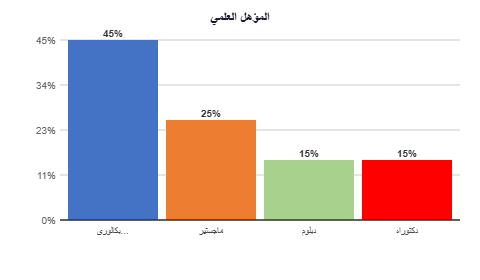 المؤهل العلمي
45%
34%
23%
11%
0%
45%
25%
15%
15%
بكالوري...
ماجستير
دبلوم
دكتوراه